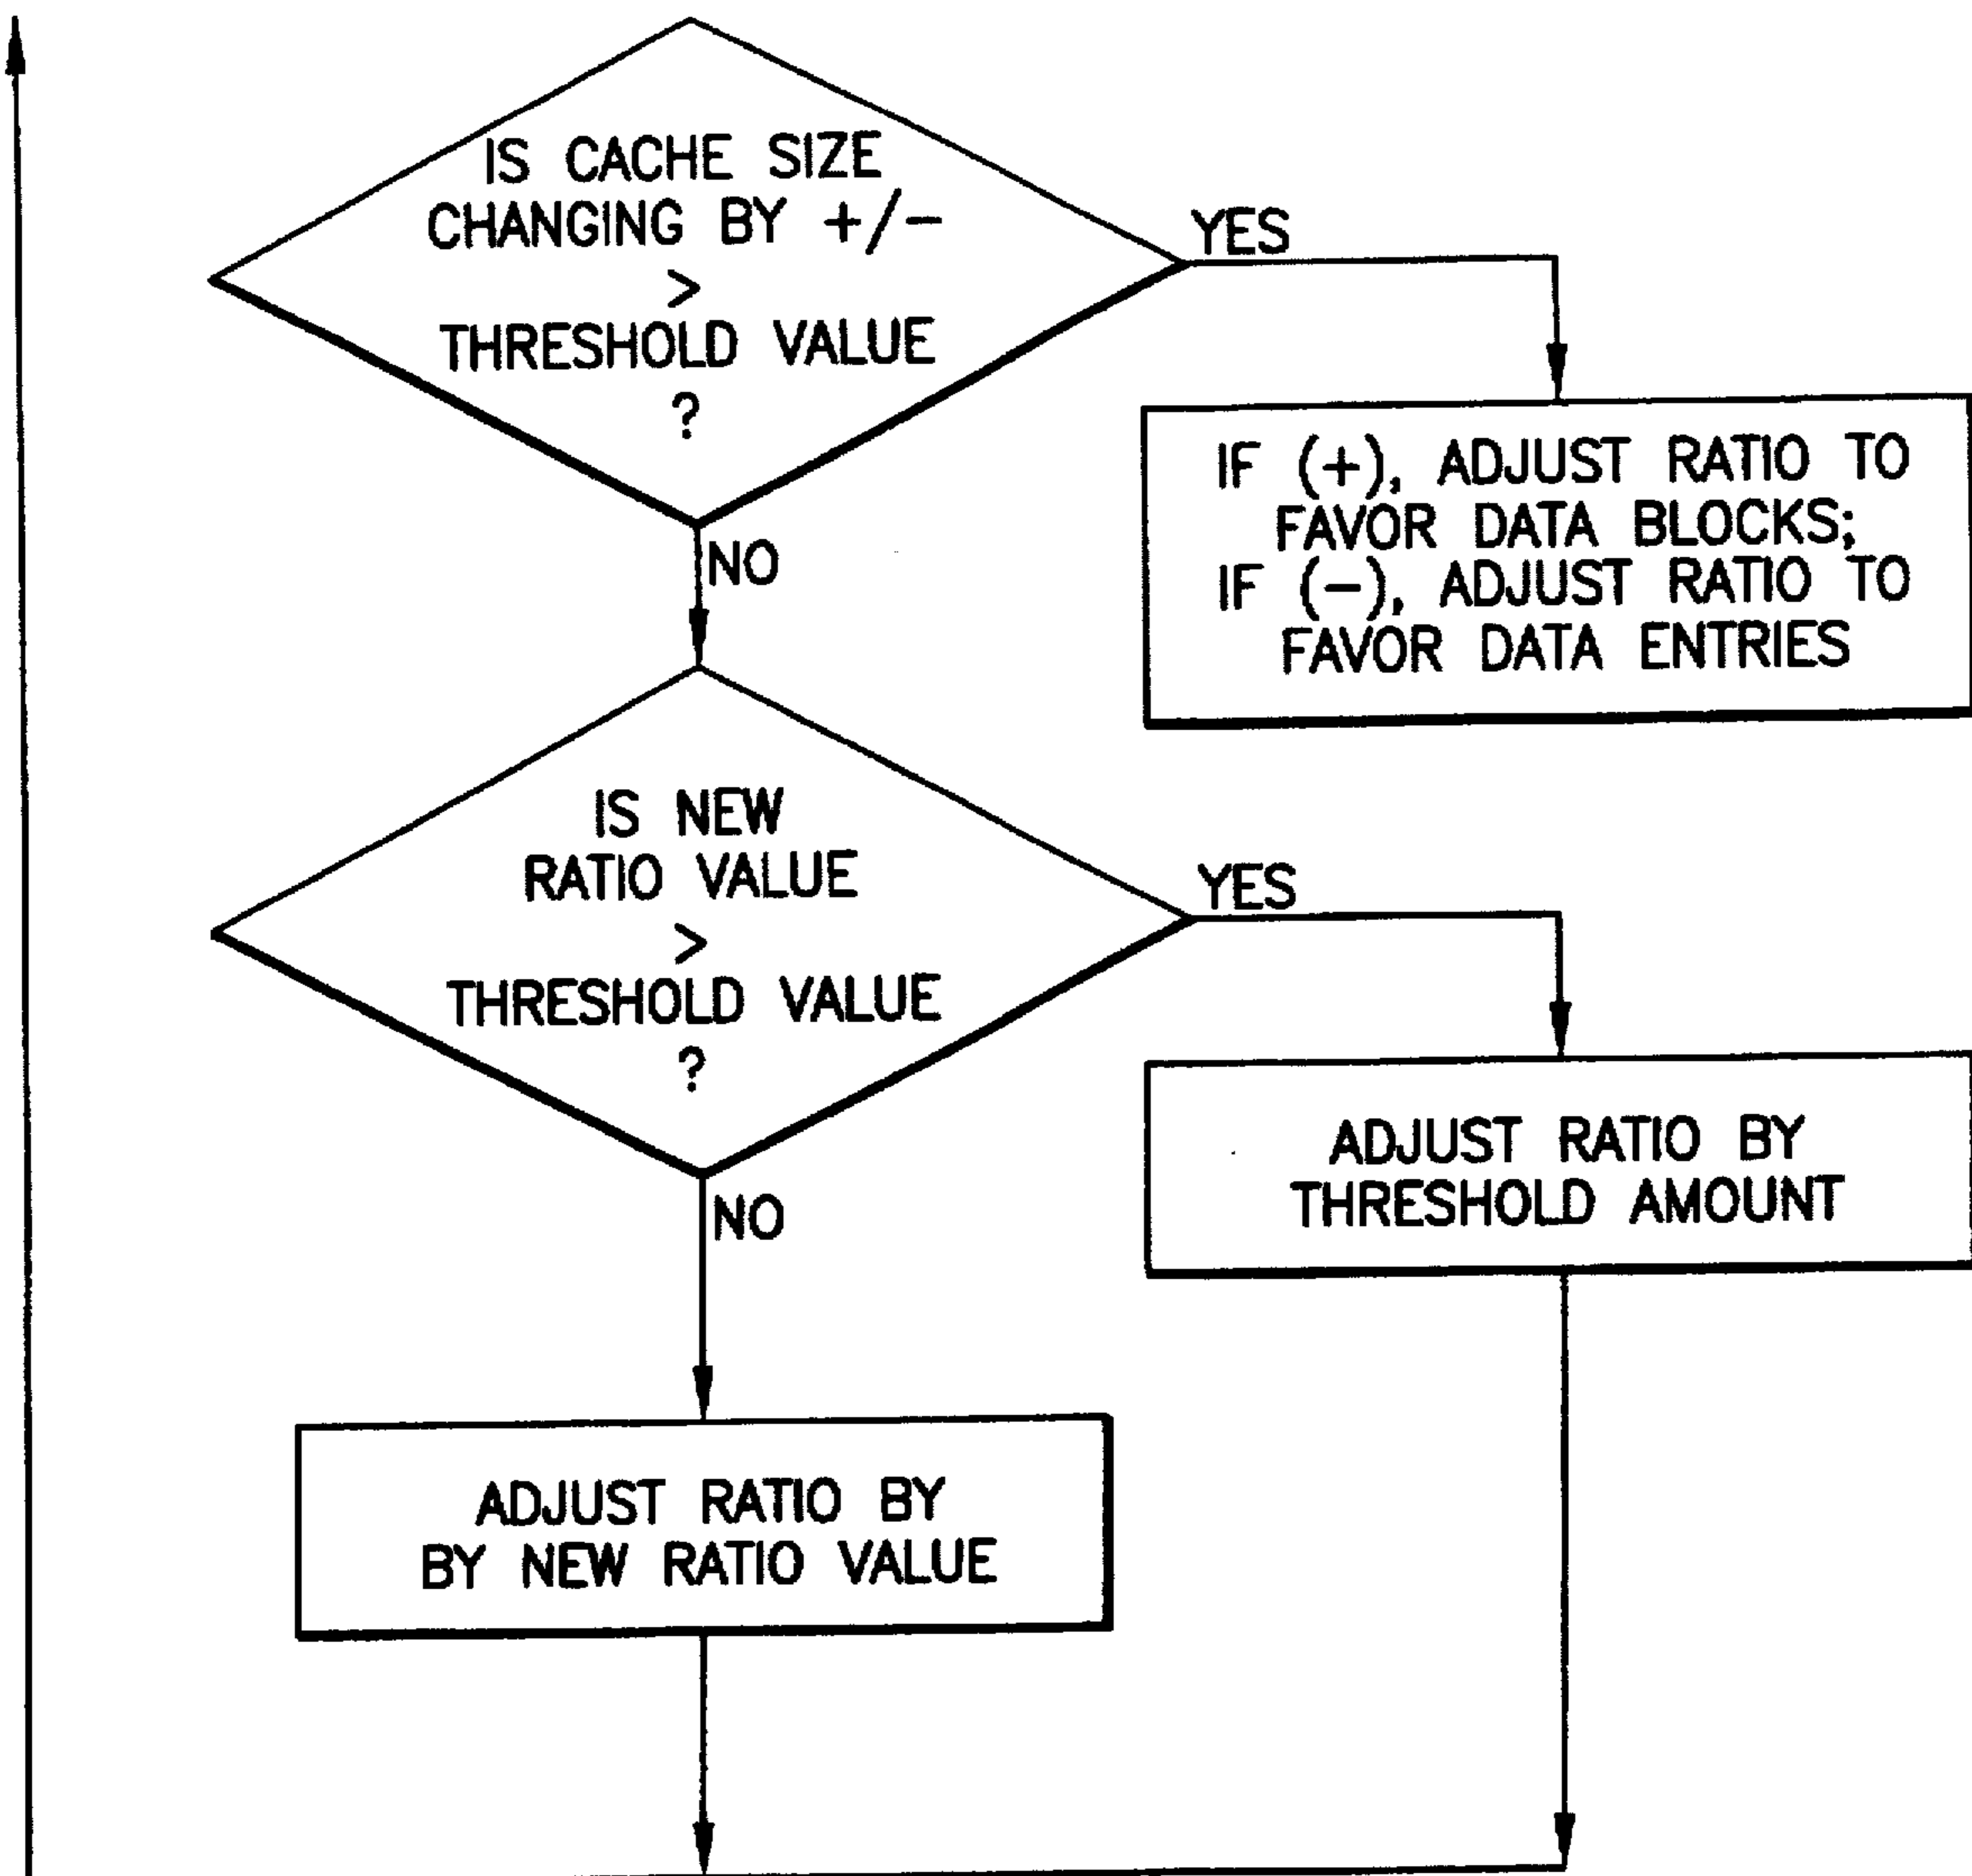 IS CACHE SIZE
CHANGING BY +/-
>
THRESHOLD VALUE
?
YES
IF (+), ADJUST RATIO TO
FAVOR DATA BLOCKS;
IF (-), ADJUST RATIO TO
FAVOR DATA ENTRIES
NO
IS NEW
RATIO VALUE
>
THRESHOLD VALUE
?
YES
ADJUST RATIO BY
THRESHOLD AMOUNT
NO
ADJUST RATIO BY
BY NEW RATIO VALUE